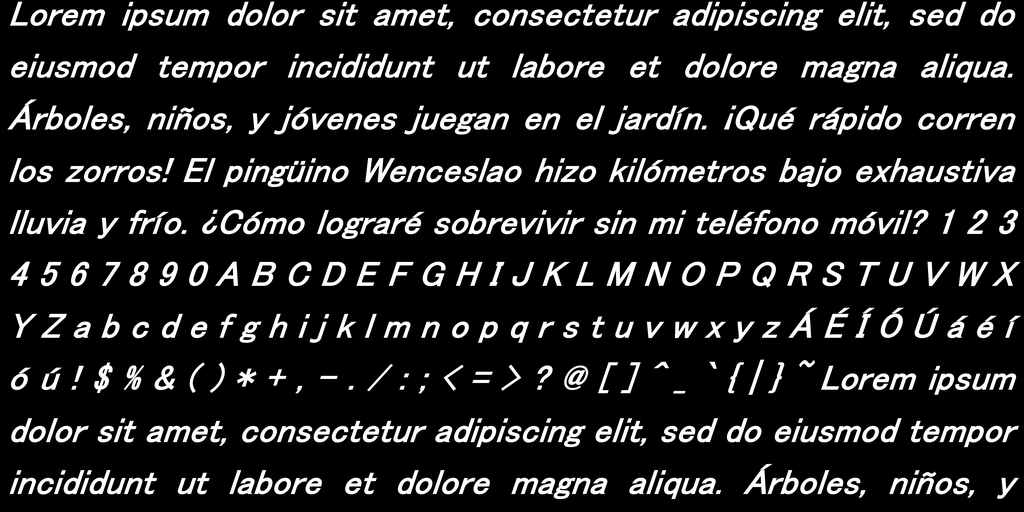 Lorem ipsum dolor sit amet, consectetur adipiscing elit, sed do
eiusmod tempor incididunt ut labore et dolore magna aliqua.
Árboles, niños, y jóvenes juegan en el jardín. ¡Qué rápido corren
los zorros! El pingüino Wenceslao hizo kilómetros bajo exhaustiva
lluvia y frío. ¿Cómo lograré sobrevivir sin mi teléfono móvil? 1 2 3
4 5 6 7 8 9 0 A B C D E F G H I J K L M N O P Q R S T U V W X
Y Z a b c d e f g h i j k l m n o p q r s t u v w x y z Á É Í Ó Ú á é í
ó ú ! $ % & ( ) * + , - . / : ; < = > ? @ [ ] ^ _ ` { | } ~ Lorem ipsum
dolor sit amet, consectetur adipiscing elit, sed do eiusmod tempor
incididunt ut labore et dolore magna aliqua. Árboles, niños, y